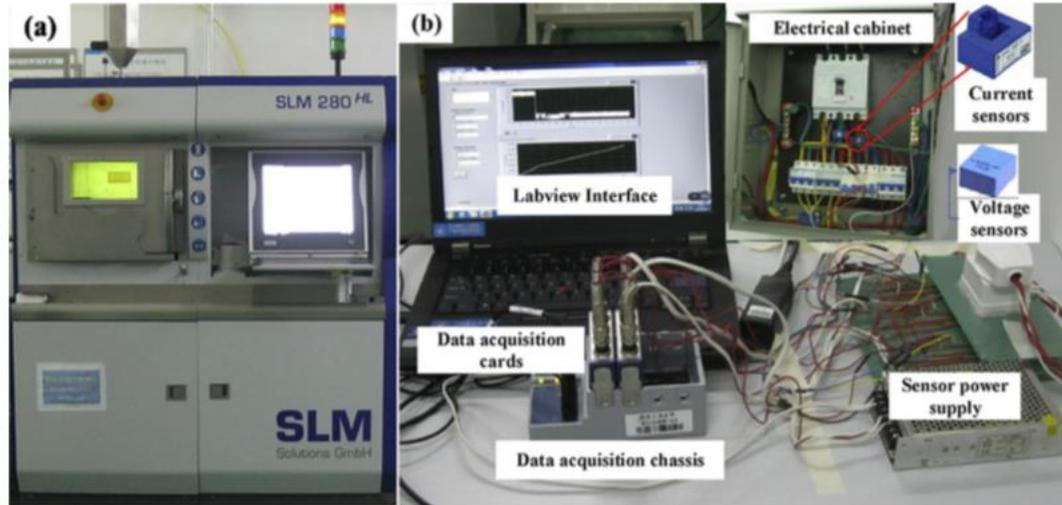 (a)
SLM 280 HL
SLM
Solutions GmbH
(b)
Electrical cabinet
Current
sensors
Voltage
sensors
Labview Interface
Data acquisition
cards
Sensor power
supply
Data acquisition chassis